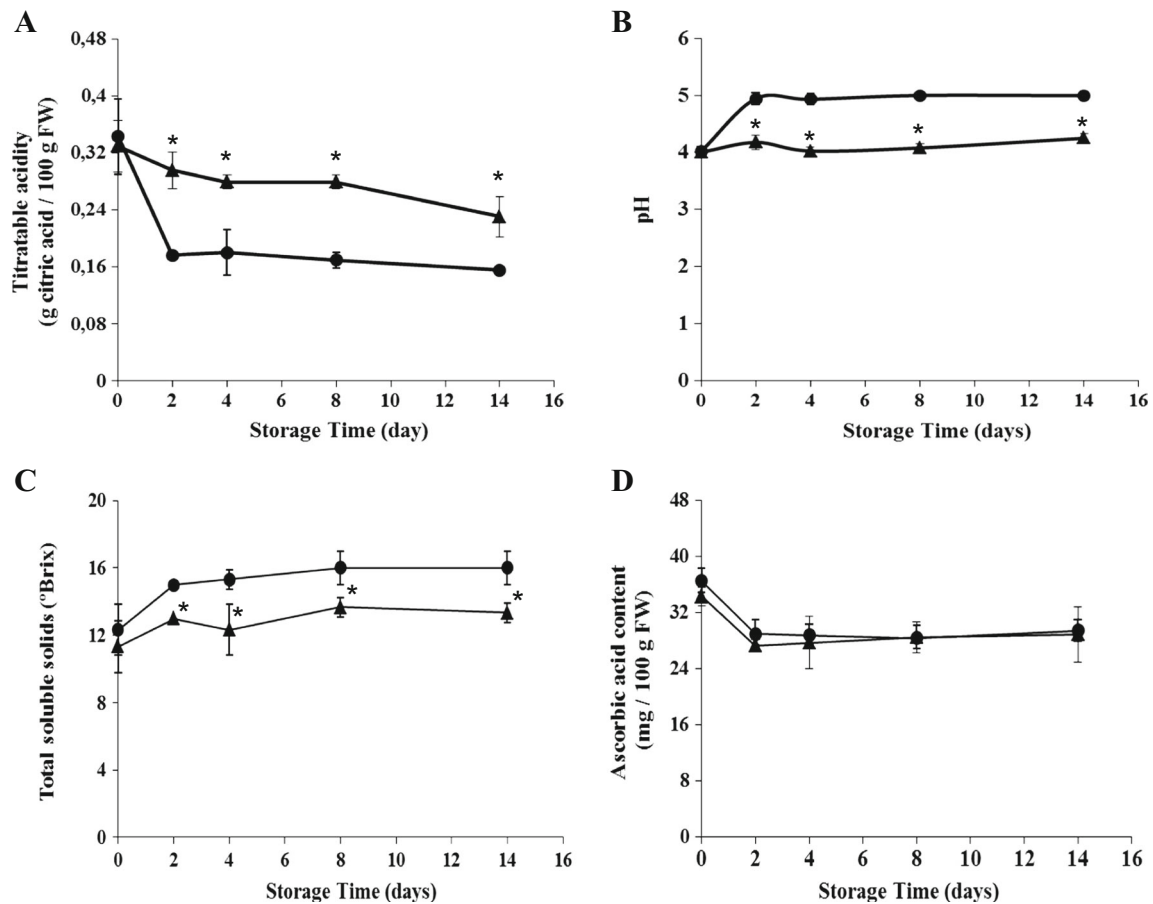 A
Titratable acidity
(g citric acid / 100 g FW)
0,48
0,4
0,32
0,24
0,16
0,08
0
* * * *
0 2 4 6 8 10 12 14 16
Storage Time (day)
B
pH
6
5
4
3
2
1
0
* * * *
0 2 4 6 8 10 12 14 16
Storage Time (days)
C
Total soluble solids (ºBrix)
20
16
12
8
4
0
* * * *
0 2 4 6 8 10 12 14 16
Storage Time (days)
D
Ascorbic acid content
(mg / 100 g FW)
48
40
32
24
16
8
0
0 2 4 6 8 10 12 14 16
Storage Time (days)